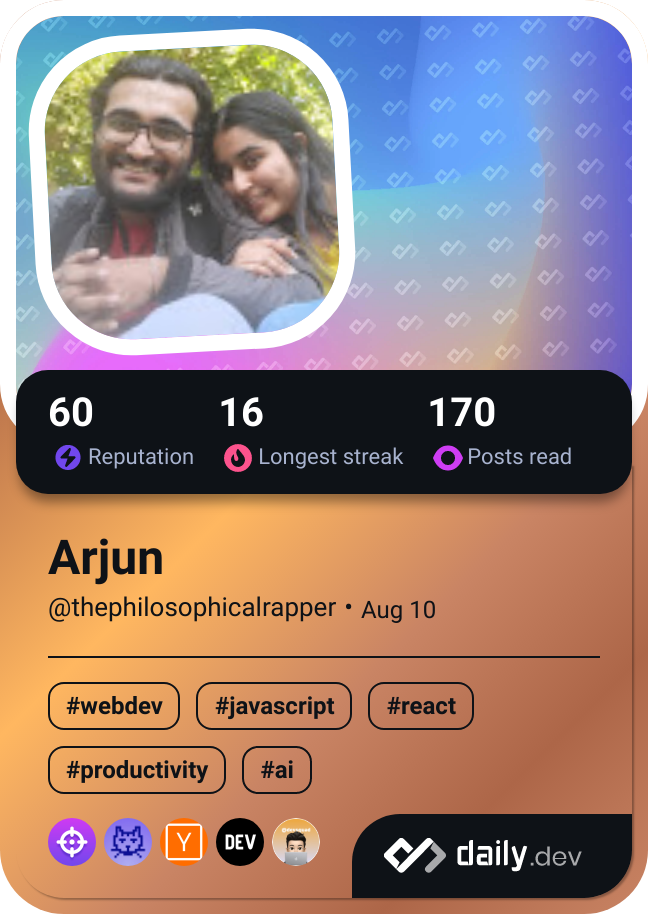 60 16 170
Reputation Longest streak Posts read
Arjun
@thephilosophicalrapper • Aug 10
#webdev #javascript #react
#productivity #ai
Y DEV
daily.dev